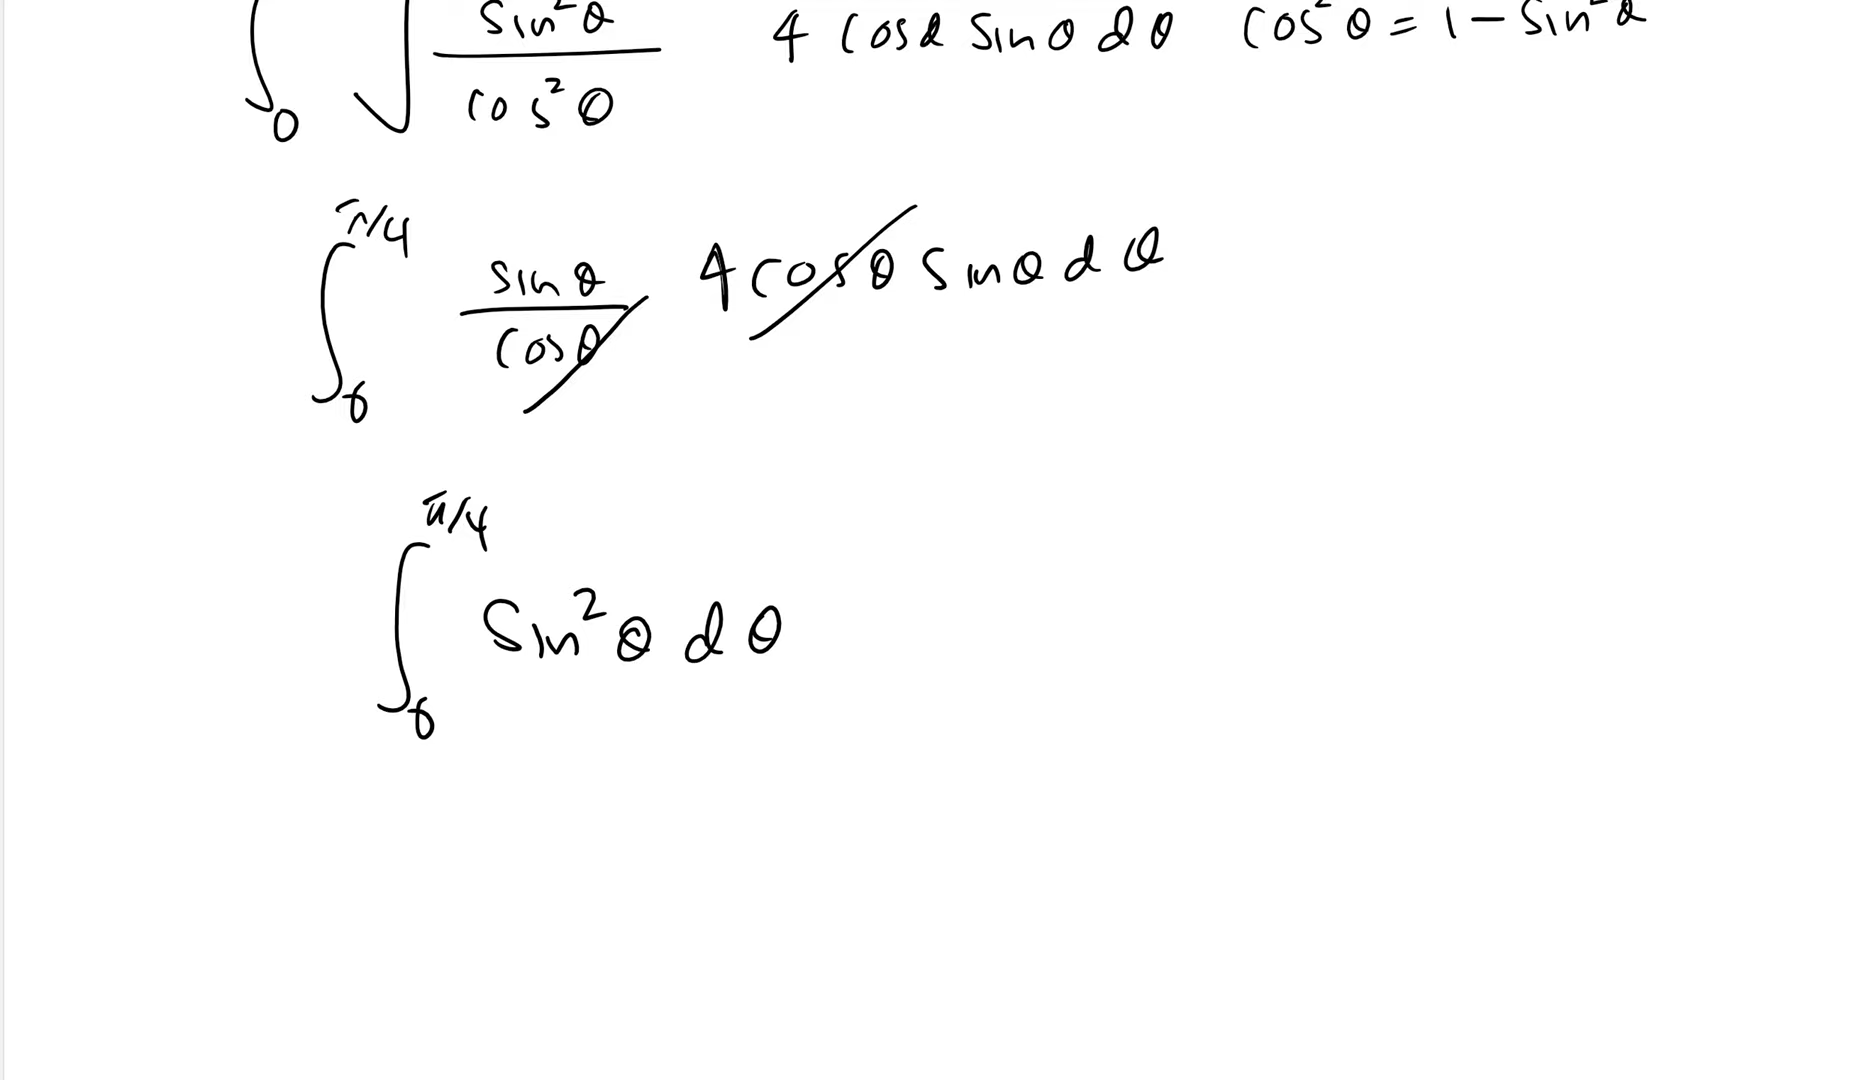 ∫₀ √(sin²θ / cos²θ) 4 cosθ sinθ dθ cos²θ = 1 − sin²θ
∫₀^(π/4) (sinθ / cosθ) 4 cosθ sinθ dθ
∫₀^(π/4) sin²θ dθ